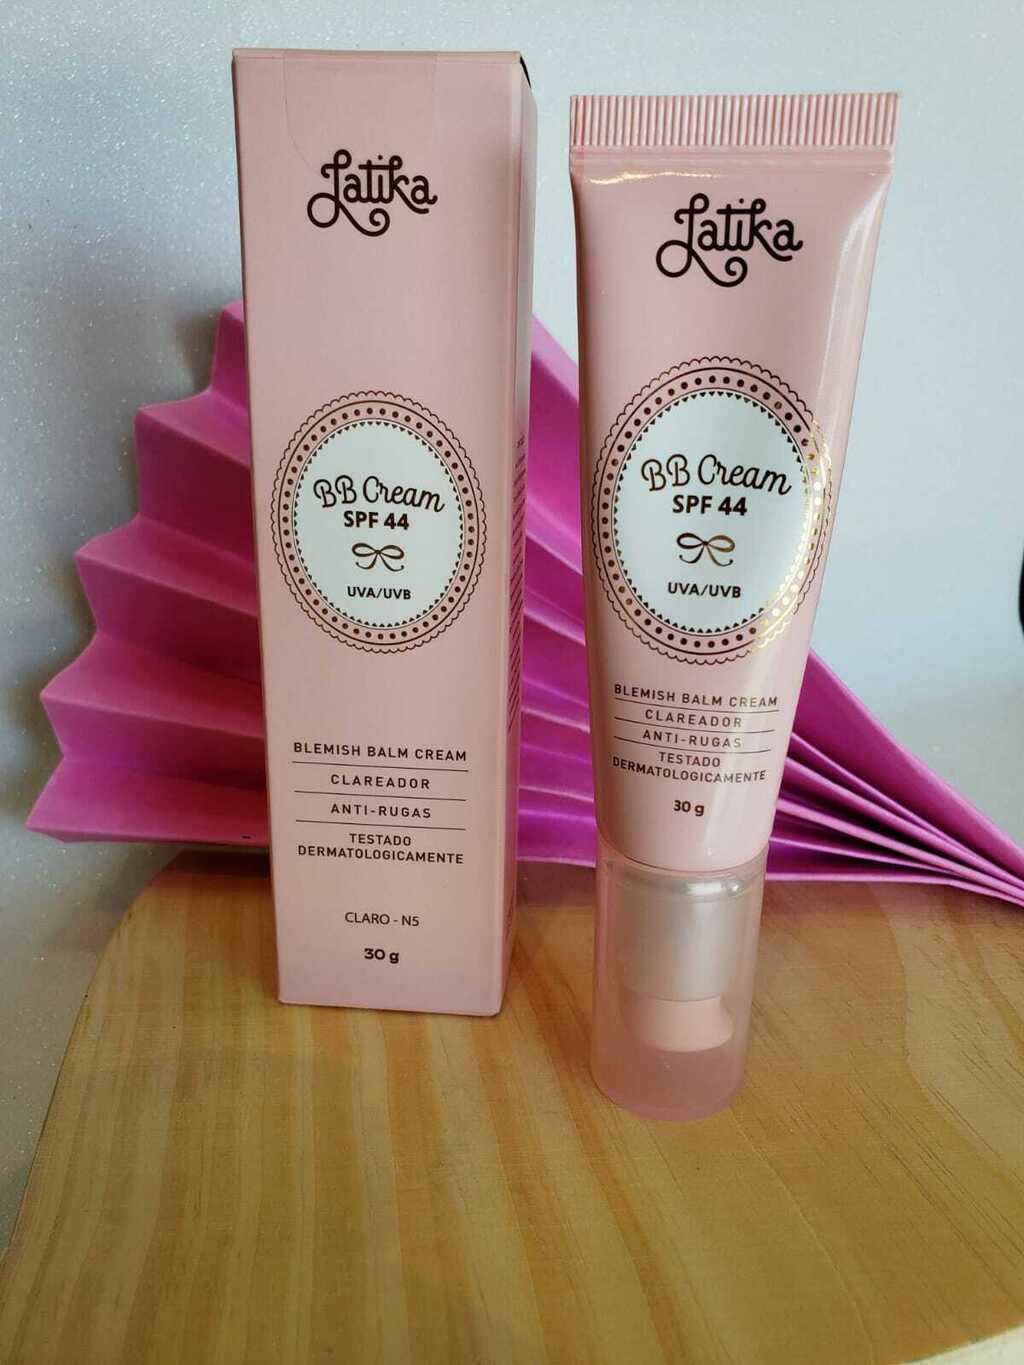 Latika
BB Cream
SPF 44
UVA/UVB
BLEMISH BALM CREAM
CLAREADOR
ANTI-RUGAS
TESTADO
DERMATOLOGICAMENTE
CLARO - N5
30 g
Latika
BB Cream
SPF 44
UVA/UVB
BLEMISH BALM CREAM
CLAREADOR
ANTI-RUGAS
TESTADO
DERMATOLOGICAMENTE
30 g